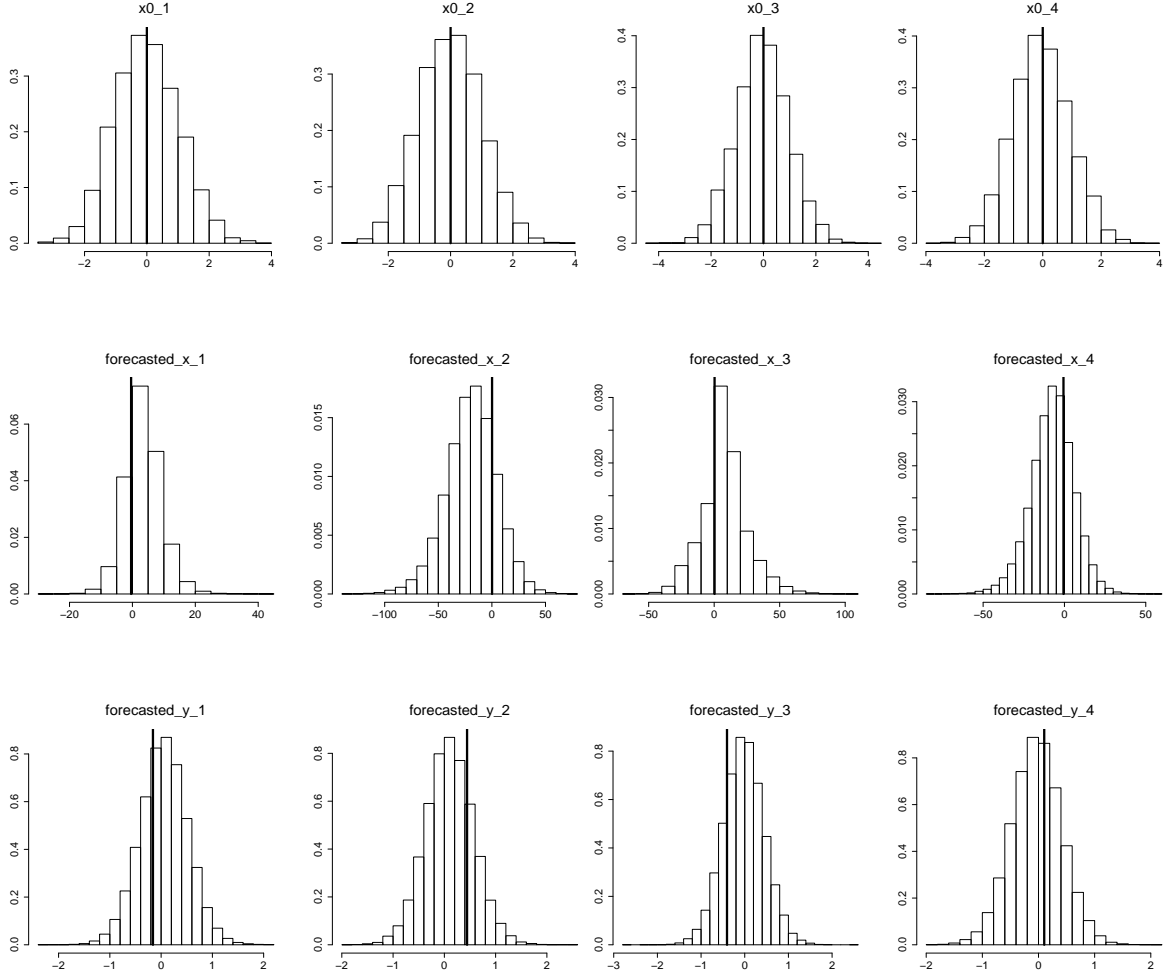 x0_1
x0_2
x0_3
x0_4
0.0 0.1 0.2 0.3
−2 0 2 4
0.0 0.1 0.2 0.3
−2 0 2 4
0.0 0.1 0.2 0.3 0.4
−4 −2 0 2 4
0.0 0.1 0.2 0.3 0.4
−4 −2 0 2 4
forecasted_x_1
forecasted_x_2
forecasted_x_3
forecasted_x_4
0.00 0.02 0.04 0.06
−20 0 20 40
0.000 0.005 0.010 0.015
−100 −50 0 50
0.000 0.010 0.020 0.030
−50 0 50 100
0.000 0.010 0.020 0.030
−50 0 50
forecasted_y_1
forecasted_y_2
forecasted_y_3
forecasted_y_4
0.0 0.2 0.4 0.6 0.8
−2 −1 0 1 2
0.0 0.2 0.4 0.6 0.8
−2 −1 0 1 2
0.0 0.2 0.4 0.6 0.8
−3 −2 −1 0 1 2
0.0 0.2 0.4 0.6 0.8
−2 −1 0 1 2